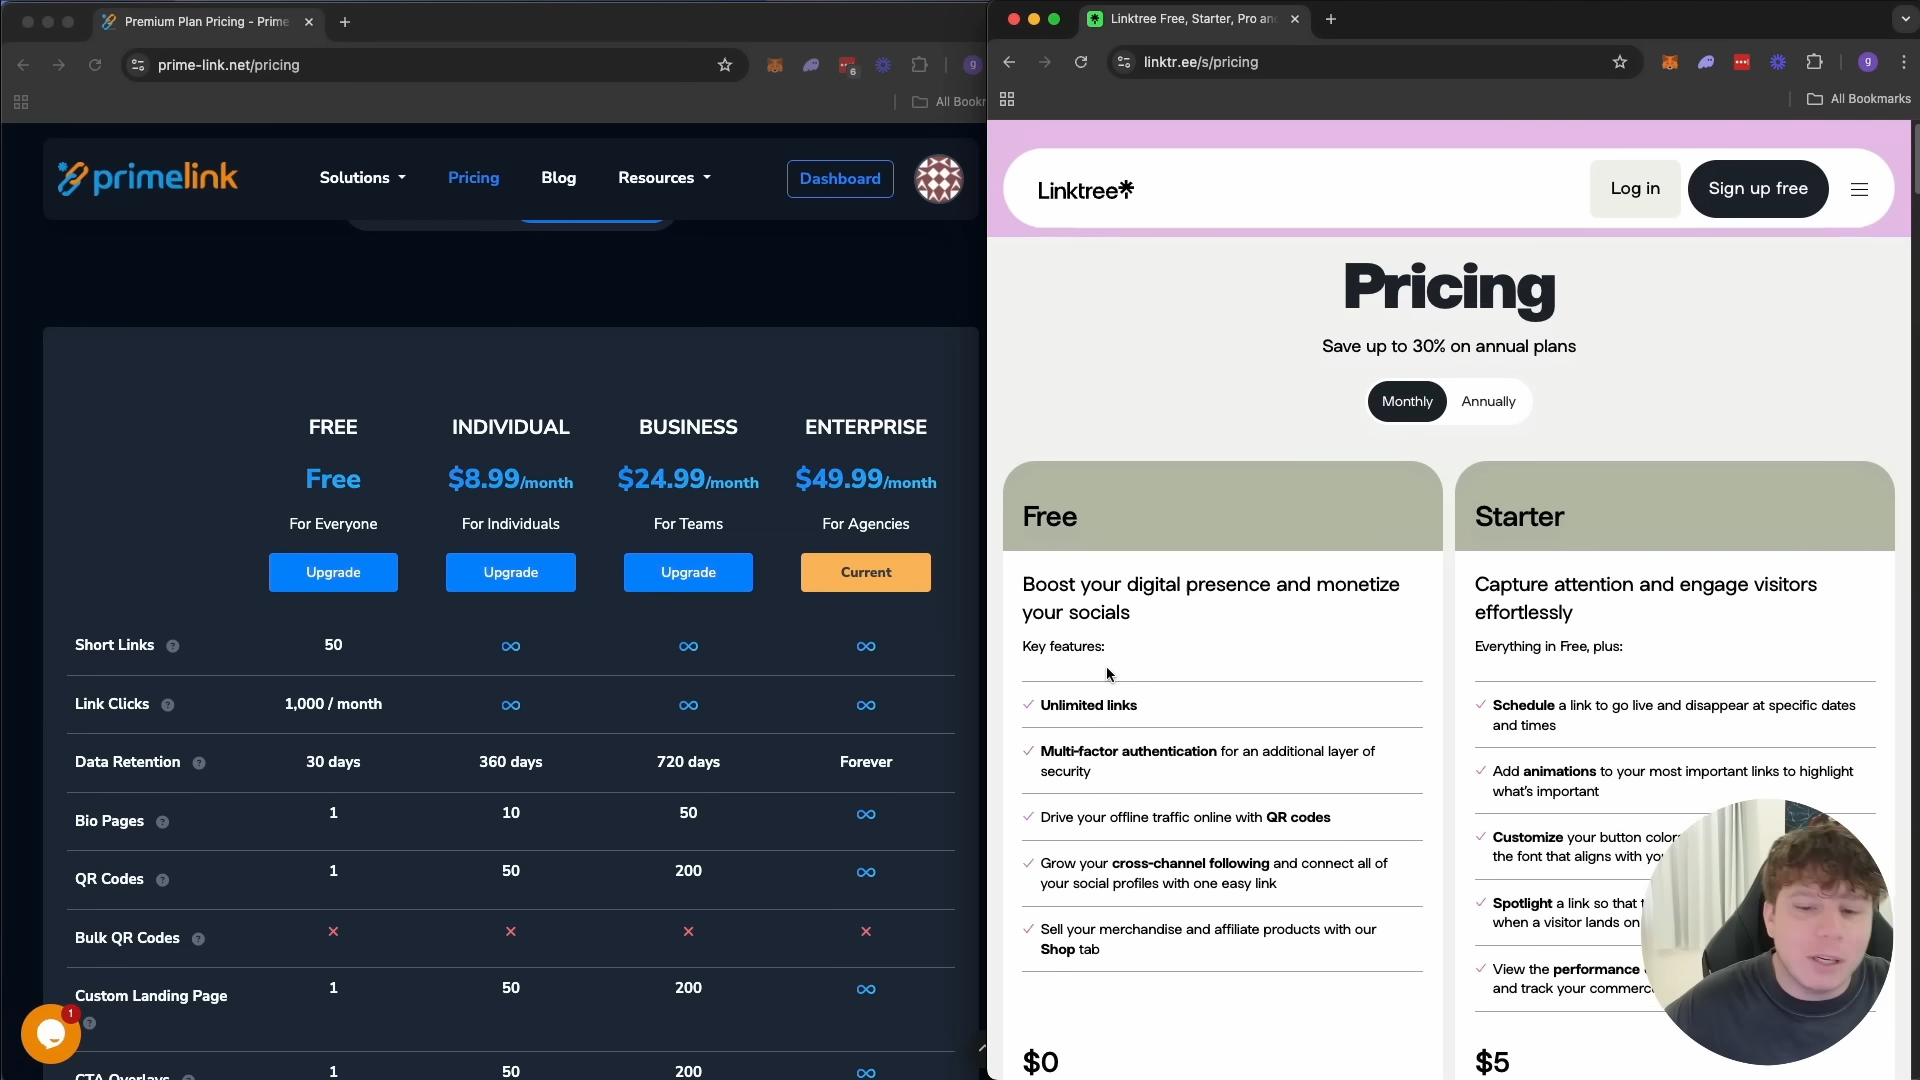 Premium Plan Pricing - Prime
prime-link.net/pricing
6
g
All Bookr
primelink
Solutions
Pricing
Blog
Resources
Dashboard
FREE
INDIVIDUAL
BUSINESS
ENTERPRISE
Free
$8.99/month
$24.99/month
$49.99/month
For Everyone
For Individuals
For Teams
For Agencies
Upgrade
Upgrade
Upgrade
Current
Short Links ? 50 ∞ ∞ ∞
Link Clicks ? 1,000 / month ∞ ∞ ∞
Data Retention ? 30 days 360 days 720 days Forever
Bio Pages ? 1 10 50 ∞
QR Codes ? 1 50 200 ∞
Bulk QR Codes ? × × × ×
Custom Landing Page ? 1 50 200 ∞
CTA Overlays 1 50 200 ∞
1
Linktree Free, Starter, Pro and
linktr.ee/s/pricing
g
All Bookmarks
Linktree*
Log in
Sign up free
Pricing
Save up to 30% on annual plans
Monthly
Annually
Free
Boost your digital presence and monetize
your socials
Key features:
Unlimited links
Multi-factor authentication for an additional layer of
security
Drive your offline traffic online with QR codes
Grow your cross-channel following and connect all of
your social profiles with one easy link
Sell your merchandise and affiliate products with our
Shop tab
$0
Starter
Capture attention and engage visitors
effortlessly
Everything in Free, plus:
Schedule a link to go live and disappear at specific dates
and times
Add animations to your most important links to highlight
what's important
Customize your button color
the font that aligns with yo
Spotlight a link so that
when a visitor lands on
View the performance
and track your commerc
$5